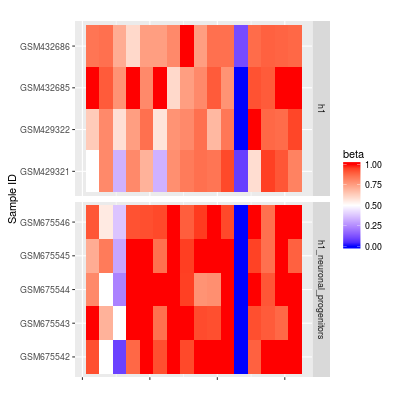 Sample ID
GSM432686
GSM432685
GSM429322
GSM429321
h1
GSM675546
GSM675545
GSM675544
GSM675543
GSM675542
h1_neuronal_progenitors
beta
1.00
0.75
0.50
0.25
0.00